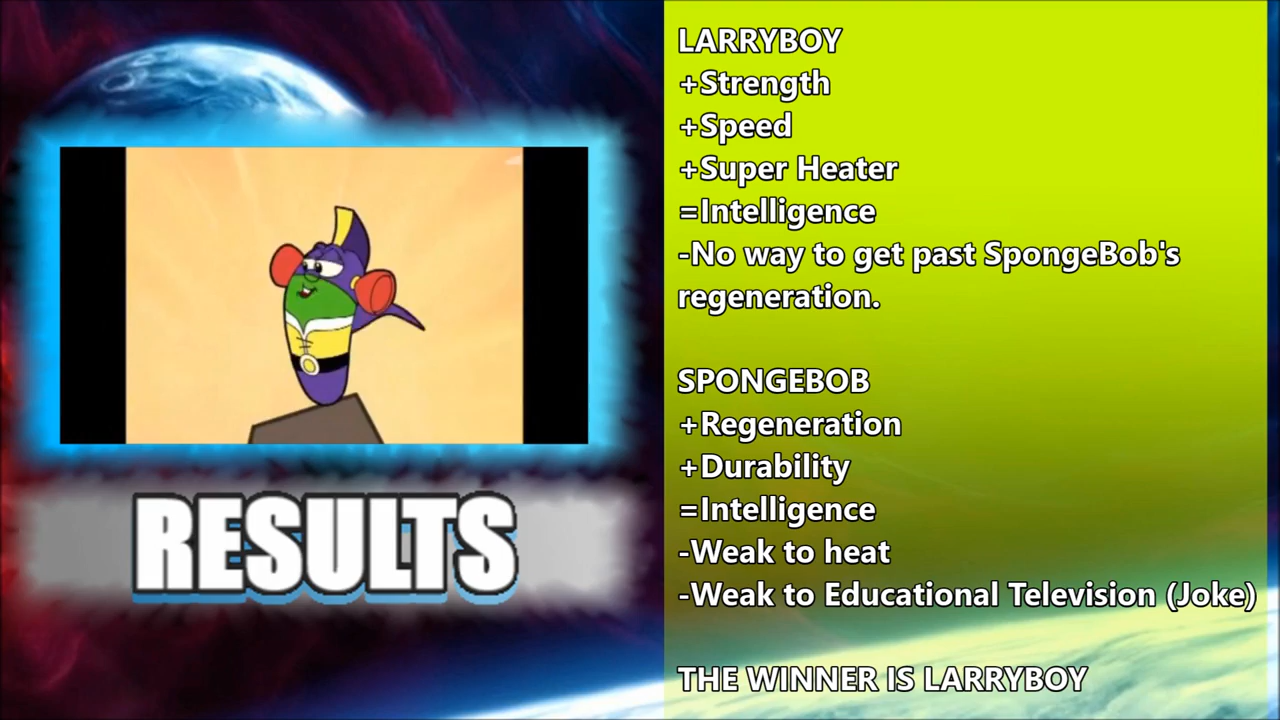 RESULTS
LARRYBOY
+Strength
+Speed
+Super Heater
=Intelligence
-No way to get past SpongeBob's
regeneration.
SPONGEBOB
+Regeneration
+Durability
=Intelligence
-Weak to heat
-Weak to Educational Television (Joke)
THE WINNER IS LARRYBOY